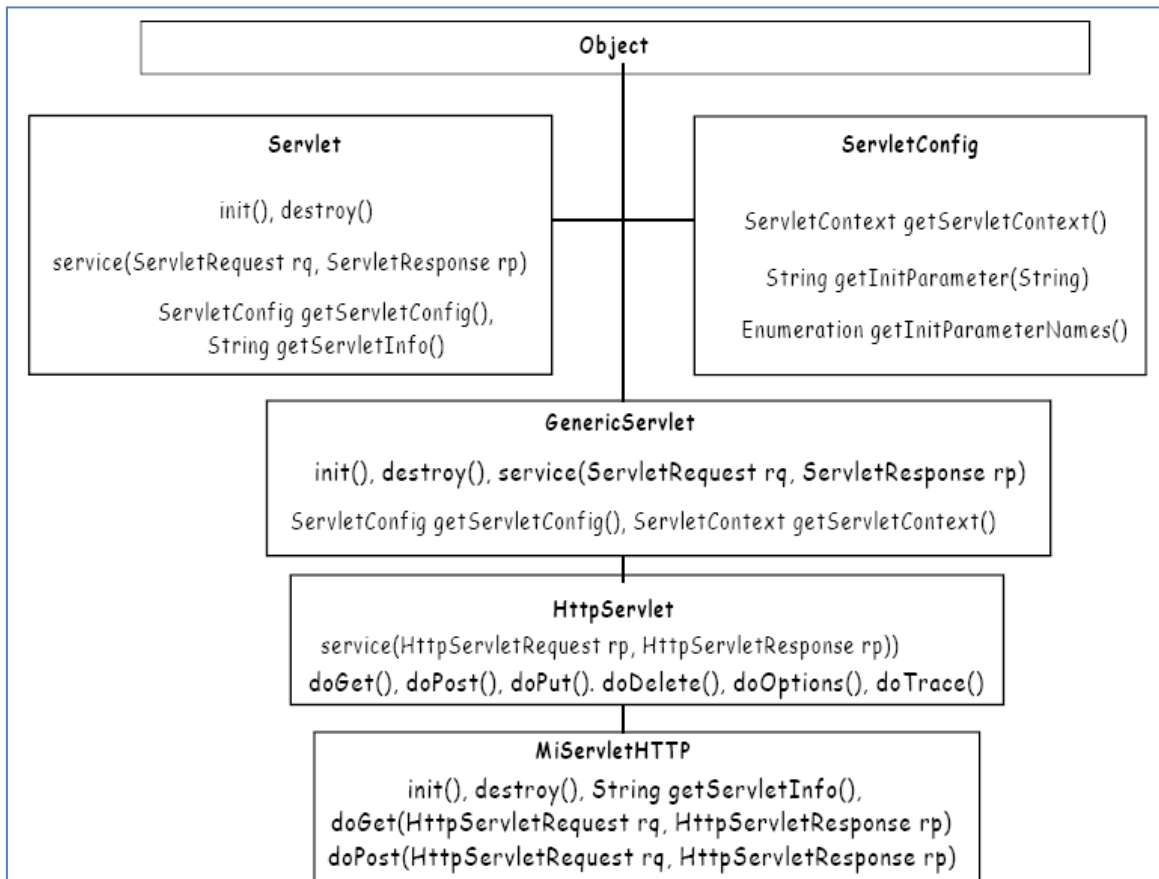 Object
Servlet
init(), destroy()
service(ServletRequest rq, ServletResponse rp)
ServletConfig getServletConfig(),
String getServletInfo()
ServletConfig
ServletContext getServletContext()
String getInitParameter(String)
Enumeration getInitParameterNames()
GenericServlet
init(), destroy(), service(ServletRequest rq, ServletResponse rp)
ServletConfig getServletConfig(), ServletContext getServletContext()
HttpServlet
service(HttpServletRequest rp, HttpServletResponse rp))
doGet(), doPost(), doPut(). doDelete(), doOptions(), doTrace()
MiServletHTTP
init(), destroy(), String getServletInfo(),
doGet(HttpServletRequest rq, HttpServletResponse rp)
doPost(HttpServletRequest rq, HttpServletResponse rp)